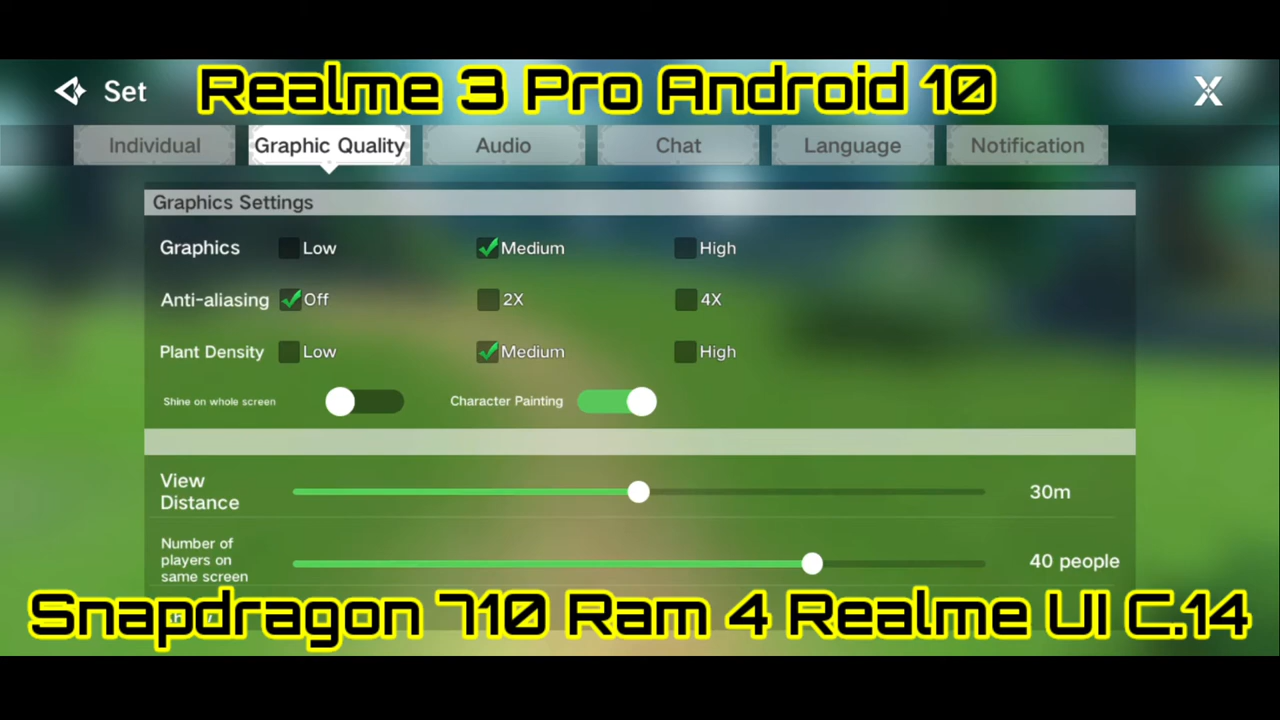 Realme 3 Pro Android 10
Set
Individual
Graphic Quality
Audio
Chat
Language
Notification
Graphics Settings
Graphics Low Medium High
Anti-aliasing Off 2X 4X
Plant Density Low Medium High
Shine on whole screen Character Painting
View
Distance
30m
Number of
players on
same screen
40 people
Snapdragon 710 Ram 4 Realme UI C.14